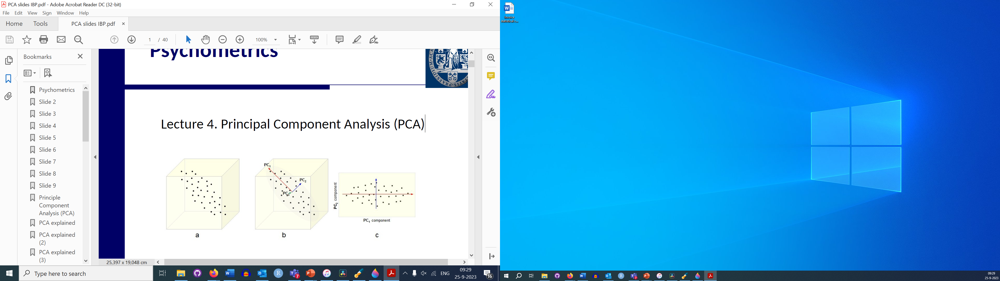 PCA slides IBP.pdf - Adobe Acrobat Reader DC (32-bit)
File Edit View Sign Window Help
Home Tools PCA slides IBP.pdf
1 / 40 100%
Bookmarks
Psychometrics
Slide 2
Slide 3
Slide 4
Slide 5
Slide 6
Slide 7
Slide 8
Slide 9
Principle
Component
Analysis (PCA)
PCA explained
PCA explained
(2)
PCA explained
(3)
Psychometrics
Lecture 4. Principal Component Analysis (PCA)
a
PC1
PC2
PC3
b
PC2 component
PC1 component
c
25,397 x 19,048 cm
Type here to search
7
ENG
09:29
25-9-2023
16
Invoice
statistical c...
09:29
25-9-2023